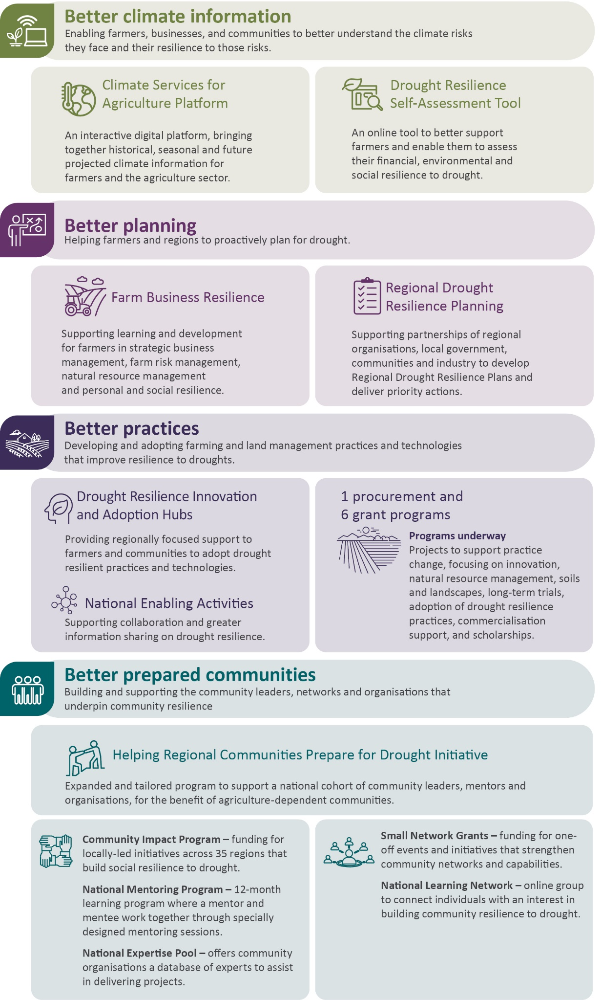 Better climate information
Enabling farmers, businesses, and communities to better understand the climate risks
they face and their resilience to those risks.
Climate Services for
Agriculture Platform
An interactive digital platform, bringing
together historical, seasonal and future
projected climate information for
farmers and the agriculture sector.
Drought Resilience
Self-Assessment Tool
An online tool to better support
farmers and enable them to assess
their financial, environmental and
social resilience to drought.
Better planning
Helping farmers and regions to proactively plan for drought.
Farm Business Resilience
Supporting learning and development
for farmers in strategic business
management, farm risk management,
natural resource management
and personal and social resilience.
Regional Drought
Resilience Planning
Supporting partnerships of regional
organisations, local government,
communities and industry to develop
Regional Drought Resilience Plans and
deliver priority actions.
Better practices
Developing and adopting farming and land management practices and technologies
that improve resilience to droughts.
Drought Resilience Innovation
and Adoption Hubs
Providing regionally focused support to
farmers and communities to adopt drought
resilient practices and technologies.
National Enabling Activities
Supporting collaboration and greater
information sharing on drought resilience.
1 procurement and
6 grant programs
Programs underway
Projects to support practice
change, focusing on innovation,
natural resource management, soils
and landscapes, long-term trials,
adoption of drought resilience
practices, commercialisation
support, and scholarships.
Better prepared communities
Building and supporting the community leaders, networks and organisations that
underpin community resilience
Helping Regional Communities Prepare for Drought Initiative
Expanded and tailored program to support a national cohort of community leaders, mentors and
organisations, for the benefit of agriculture-dependent communities.
Community Impact Program – funding for
locally-led initiatives across 35 regions that
build social resilience to drought.
National Mentoring Program – 12-month
learning program where a mentor and
mentee work together through specially
designed mentoring sessions.
National Expertise Pool – offers community
organisations a database of experts to assist
in delivering projects.
Small Network Grants – funding for one-
off events and initiatives that strengthen
community networks and capabilities.
National Learning Network – online group
to connect individuals with an interest in
building community resilience to drought.